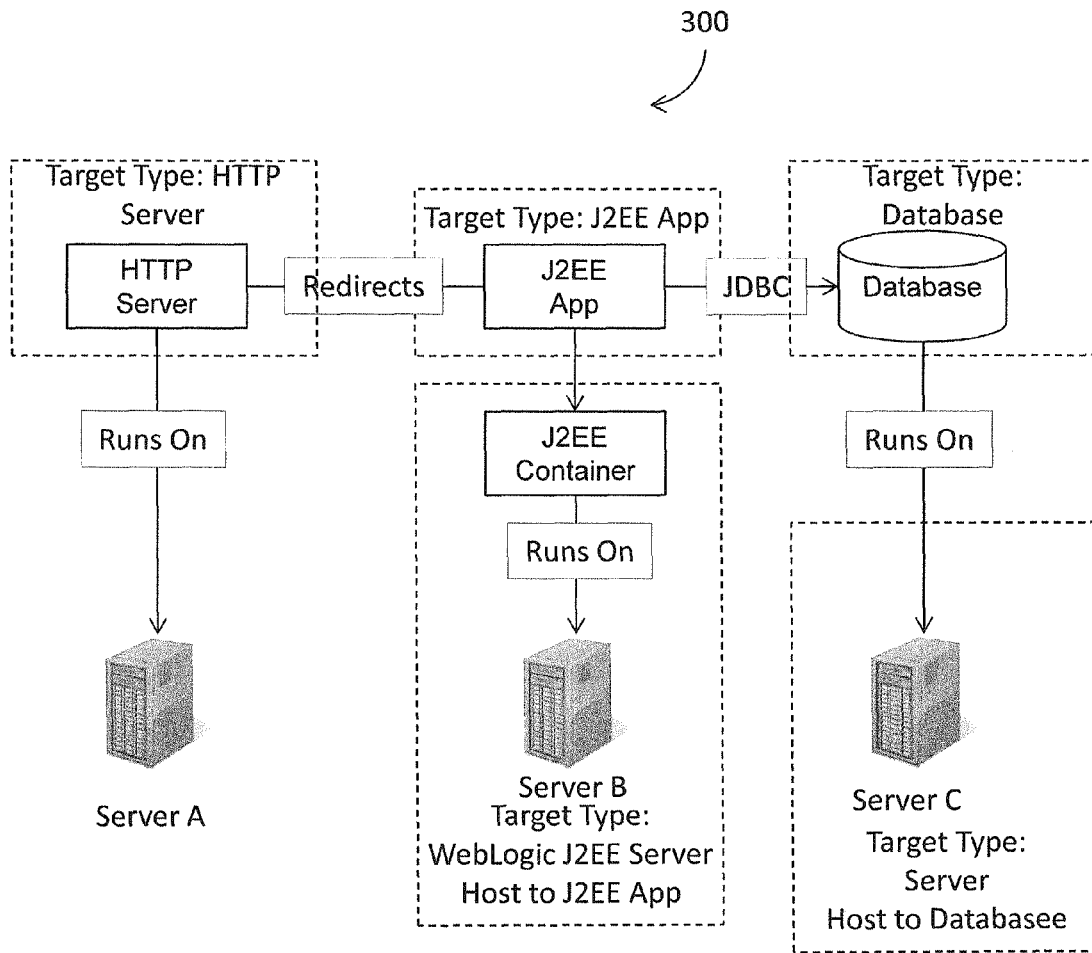 300
Target Type: HTTP
Server
HTTP
Server
Redirects
Target Type: J2EE App
J2EE
App
JDBC
Target Type:
Database
Database
Runs On
J2EE
Container
Runs On
Runs On
Server A
Server B
Target Type:
WebLogic J2EE Server
Host to J2EE App
Server C
Target Type:
Server
Host to Databasee